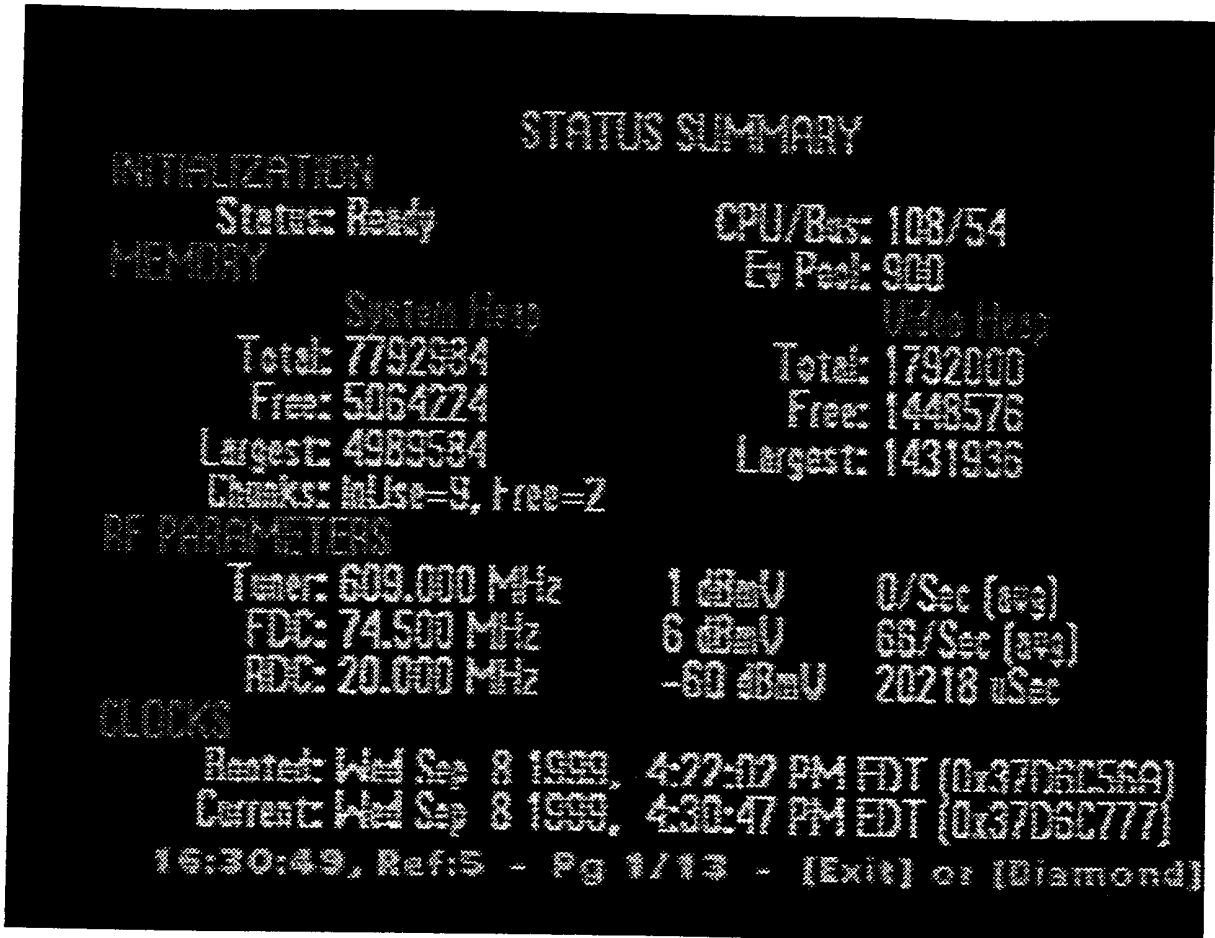 STATUS SUMMARY
INITIALIZATION
Status: Ready CPU/Bus: 108/54
MEMORY Ev Pool: 900
System Heap Video Heap
Total: 7792934 Total: 1792000
Free: 5064224 Free: 1448576
Largest: 4989584 Largest: 1431936
Chunks: InUse=9, Free=2
RF PARAMETERS
Tuner: 609.000 MHz 1 dBmV 0/Sec (avg)
FDC: 74.500 MHz 6 dBmV 66/Sec (avg)
RDC: 20.000 MHz -60 dBmV 20218 uSec
CLOCKS
Booted: Wed Sep 8 1999, 4:22:02 PM EDT (0x37D6C56A)
Current: Wed Sep 8 1999, 4:30:47 PM EDT (0x37D6C777)
16:30:49, Ref:5 - Pg 1/13 - [Exit] or [Diamond]